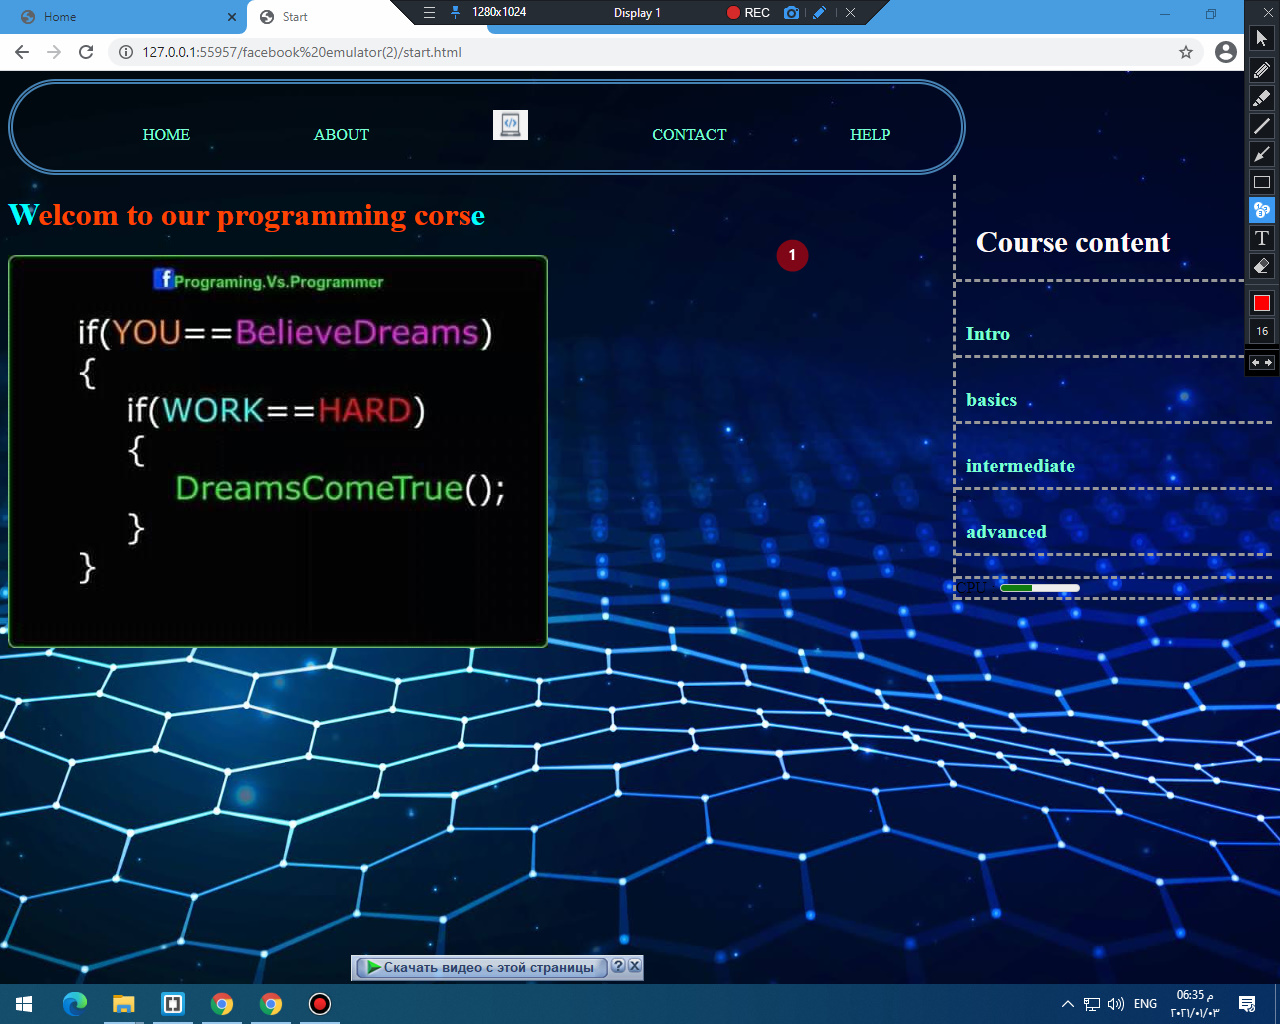 Home
Start
1280x1024
Display 1
REC
127.0.0.1:55957/facebook%20emulator(2)/start.html
HOME
ABOUT
CONTACT
HELP
Welcom to our programming corse
1
Course content
f Programing.Vs.Programmer
if(YOU==BelieveDreams)
{
if(WORK==HARD)
{
DreamsComeTrue();
}
}
Intro
basics
intermediate
advanced
CPU
T
16
Скачать видео с этой страницы
?
ENG
06:35 م
٢٠٢١/٠١/٠٣